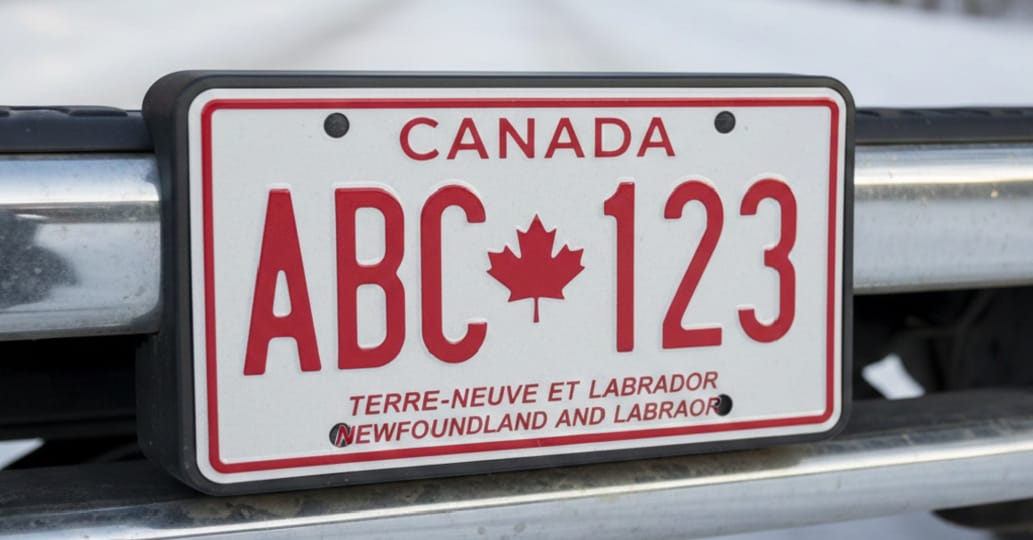 CANADA
ABC 123
TERRE-NEUVE ET LABRADOR
NEWFOUNDLAND AND LABRAOR